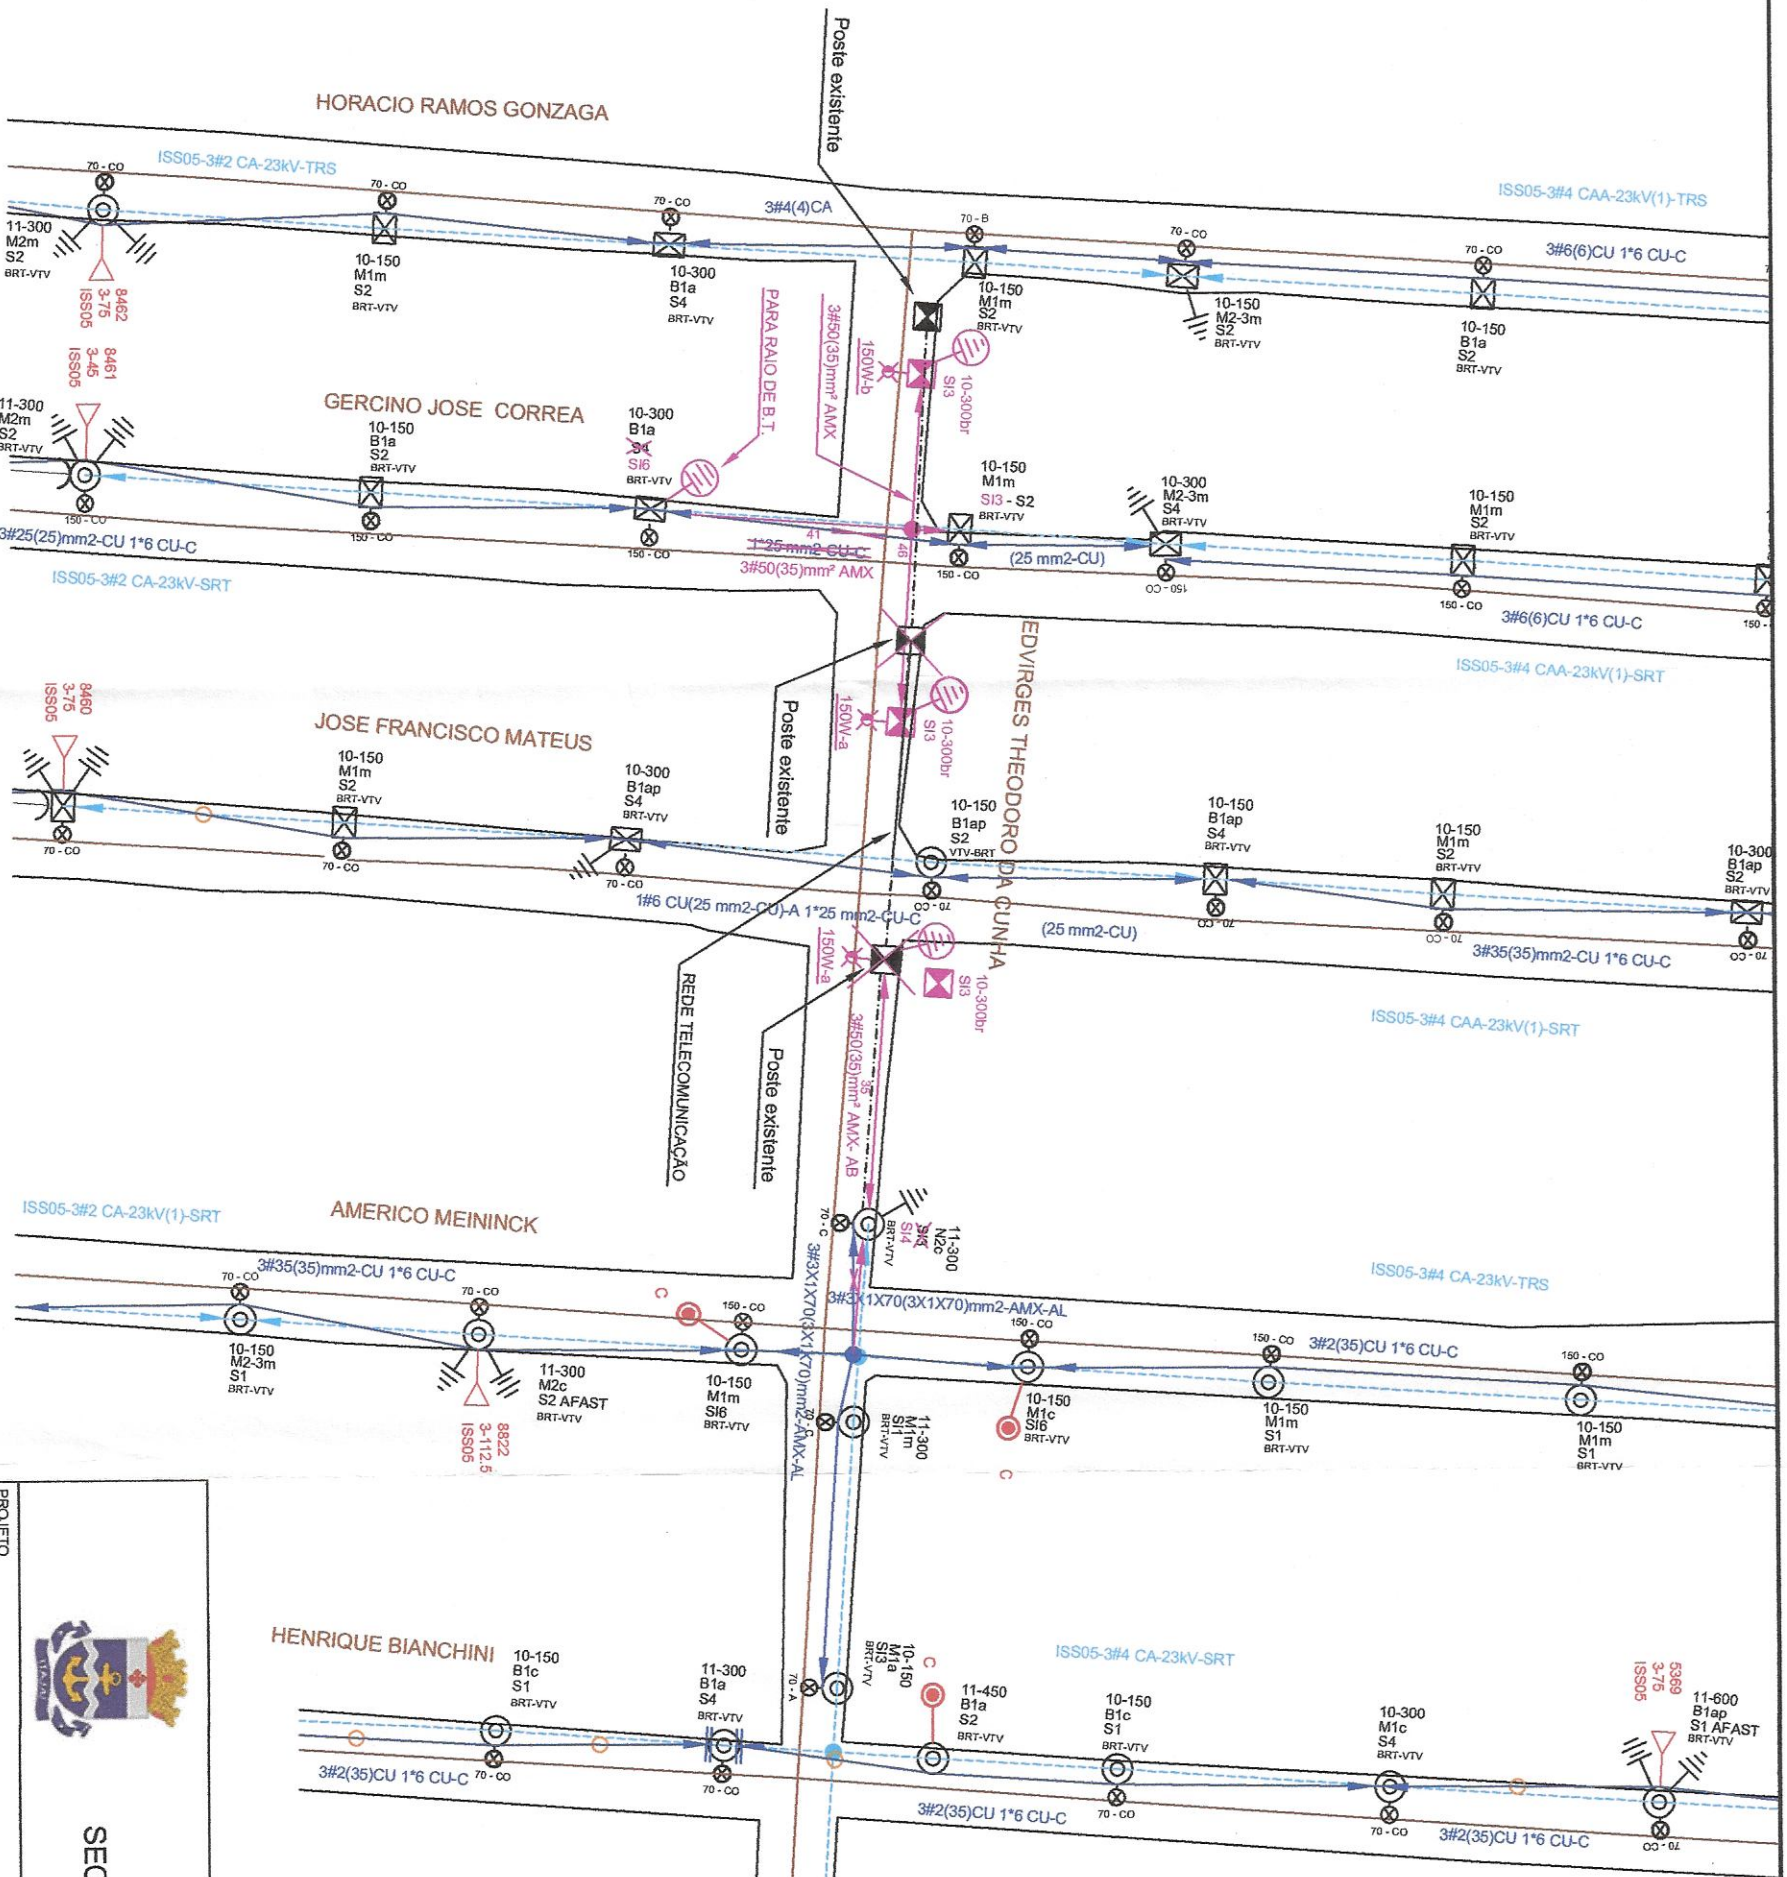 Poste existente
HORACIO RAMOS GONZAGA
ISS05-3#2 CA-23kV-TRS
ISS05-3#4 CAA-23kV(1)-TRS
70 - CO
70 - CO
70 - CO
3#4(4)CA
70 - B
70 - CO
70 - CO
3#6(6)CU 1*6 CU-C
11-300
M2m
S2
BRT-VTV
8462
3-75
ISS05
10-150
M1m
S2
BRT-VTV
10-300
B1a
S4
BRT-VTV
10-150
M1m
S2
BRT-VTV
10-150
M2-3m
S2
BRT-VTV
10-150
B1a
S2
BRT-VTV
PARA RAIO DE B.T.
3#50(35)mm² AMX
150W-b
10-300br
SI3
8461
3-45
ISS05
GERCINO JOSE CORREA
11-300
M2m
S2
BRT-VTV
10-150
B1a
S2
BRT-VTV
10-300
B1a
S4
SI6
BRT-VTV
10-150
M1m
SI3 - S2
BRT-VTV
10-300
M2-3m
S4
BRT-VTV
10-150
M1m
S2
BRT-VTV
150 - CO
150 - CO
150 - CO
150 - CO
150 - CO
150 - CO
150 -
3#25(25)mm2-CU 1*6 CU-C
41
46
1*25 mm2-CU-C
3#50(35)mm² AMX
(25 mm2-CU)
3#6(6)CU 1*6 CU-C
ISS05-3#2 CA-23kV-SRT
ISS05-3#4 CAA-23kV(1)-SRT
EDVIRGES THEODORO DA CUNHA
Poste existente
150W-a
10-300br
SI3
8460
3-75
ISS05
JOSE FRANCISCO MATEUS
10-150
M1m
S2
BRT-VTV
10-300
B1ap
S4
BRT-VTV
10-150
B1ap
S2
VTV-BRT
10-150
B1ap
S4
BRT-VTV
10-150
M1m
S2
BRT-VTV
10-300
B1ap
S2
BRT-VTV
70 - CO
70 - CO
70 - CO
70 - CO
70 - CO
70 - CO
70 - CO
1#6 CU(25 mm2-CU)-A 1*25 mm2-CU-C
(25 mm2-CU)
3#35(35)mm2-CU 1*6 CU-C
150W-a
10-300br
SI3
REDE TELECOMUNICAÇÃO
Poste existente
3#50(35)mm² AMX- AB
35
ISS05-3#4 CAA-23kV(1)-SRT
ISS05-3#2 CA-23kV(1)-SRT
AMERICO MEININCK
70 - C
11-300
N2c
SI3
SI4
BRT-VTV
ISS05-3#4 CA-23kV-TRS
3#35(35)mm2-CU 1*6 CU-C
70 - CO
70 - CO
C
150 - CO
3#3X1X70(3X1X70)mm2-AMX-AL
3#3X1X70(3X1X70)mm2-AMX-AL
150 - CO
150 - CO
3#2(35)CU 1*6 CU-C
150 - CO
10-150
M2-3m
S1
BRT-VTV
11-300
M2c
S2 AFAST
BRT-VTV
8822
3-112.5
ISS05
10-150
M1m
SI6
BRT-VTV
70 - C
11-300
M1m
SI1
BRT-VTV
10-150
M1c
SI6
BRT-VTV
C
10-150
M1m
S1
BRT-VTV
10-150
M1m
S1
BRT-VTV
PROJETO
ITAJAÍ
SEC
HENRIQUE BIANCHINI
10-150
B1c
S1
BRT-VTV
11-300
B1a
S4
BRT-VTV
70 - A
10-150
M1a
SI3
BRT-VTV
C
11-450
B1a
S2
BRT-VTV
ISS05-3#4 CA-23kV-SRT
10-150
B1c
S1
BRT-VTV
10-300
M1c
S4
BRT-VTV
5369
3-75
ISS05
11-600
B1ap
S1 AFAST
BRT-VTV
3#2(35)CU 1*6 CU-C
70 - CO
70 - CO
3#2(35)CU 1*6 CU-C
70 - CO
70 - CO
3#2(35)CU 1*6 CU-C
70 - CO